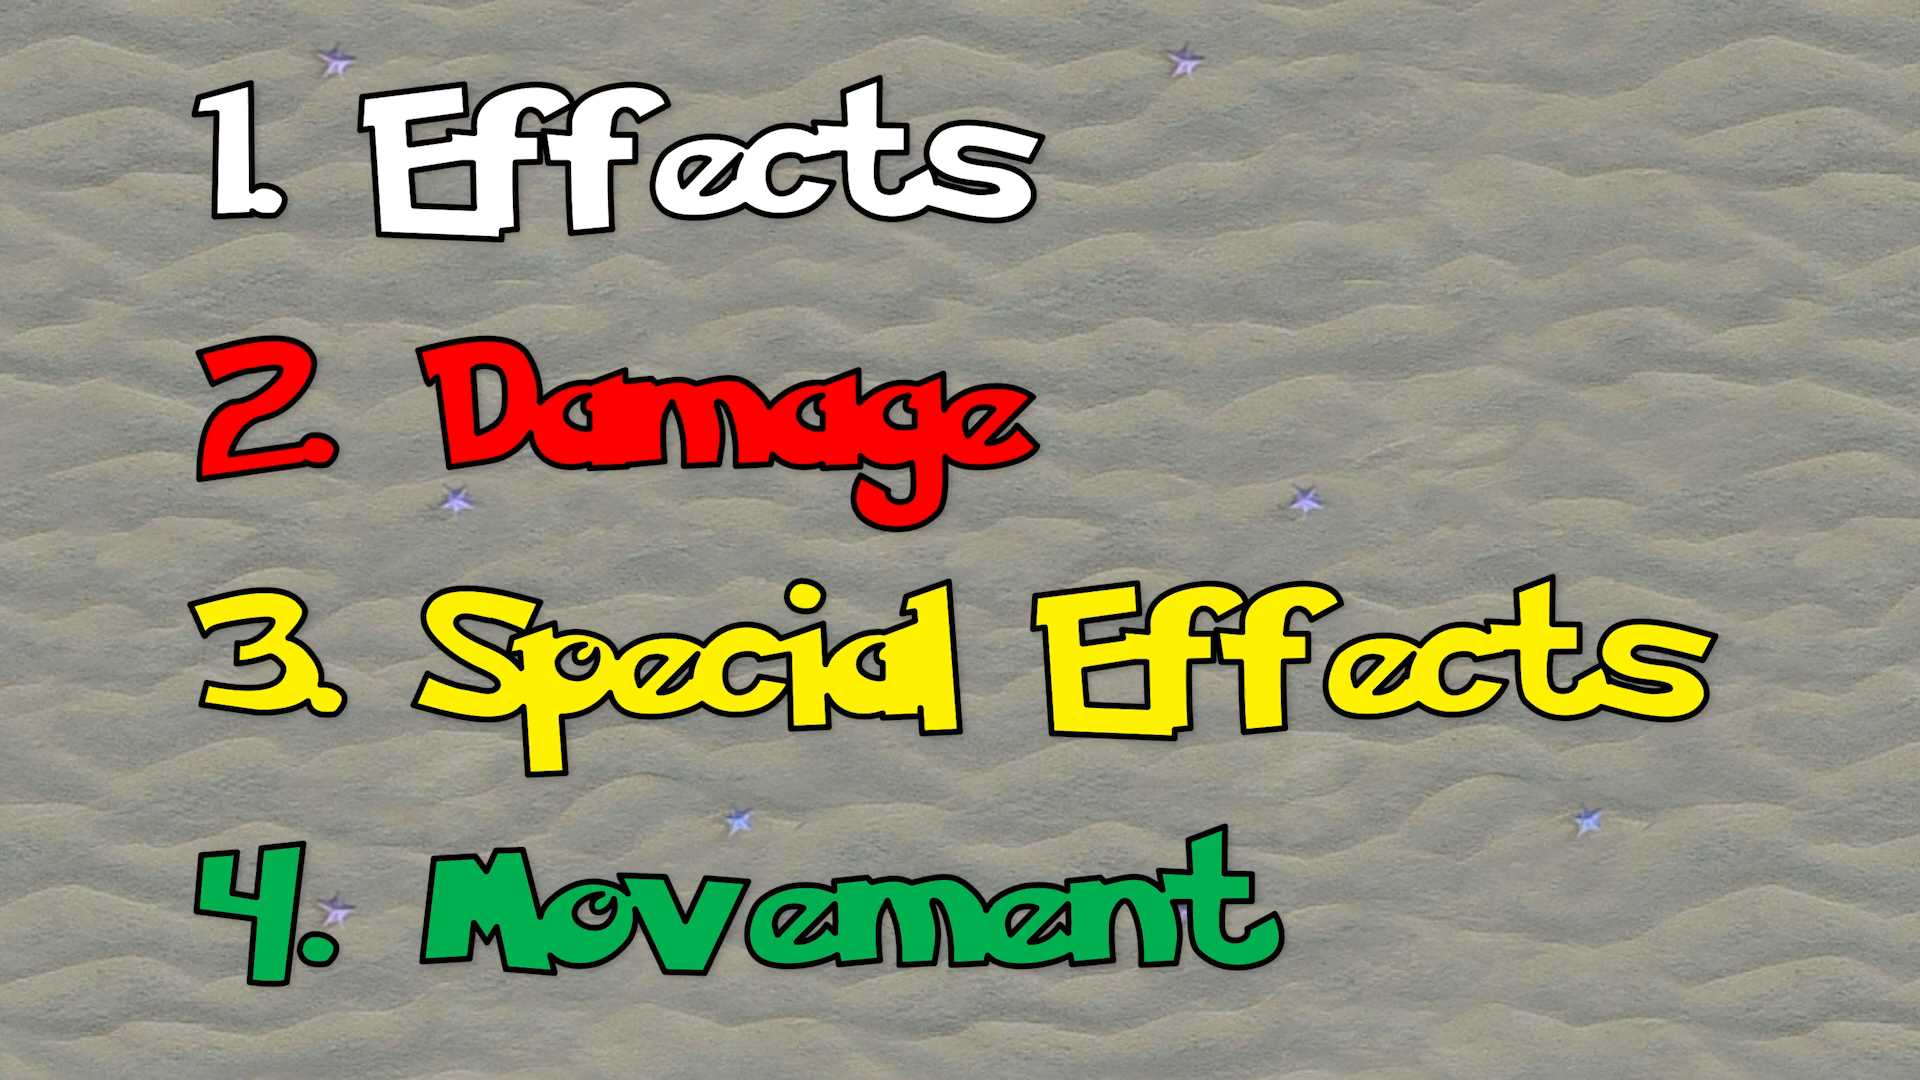 1. Effects
2. Damage
3. Special Effects
4. Movement